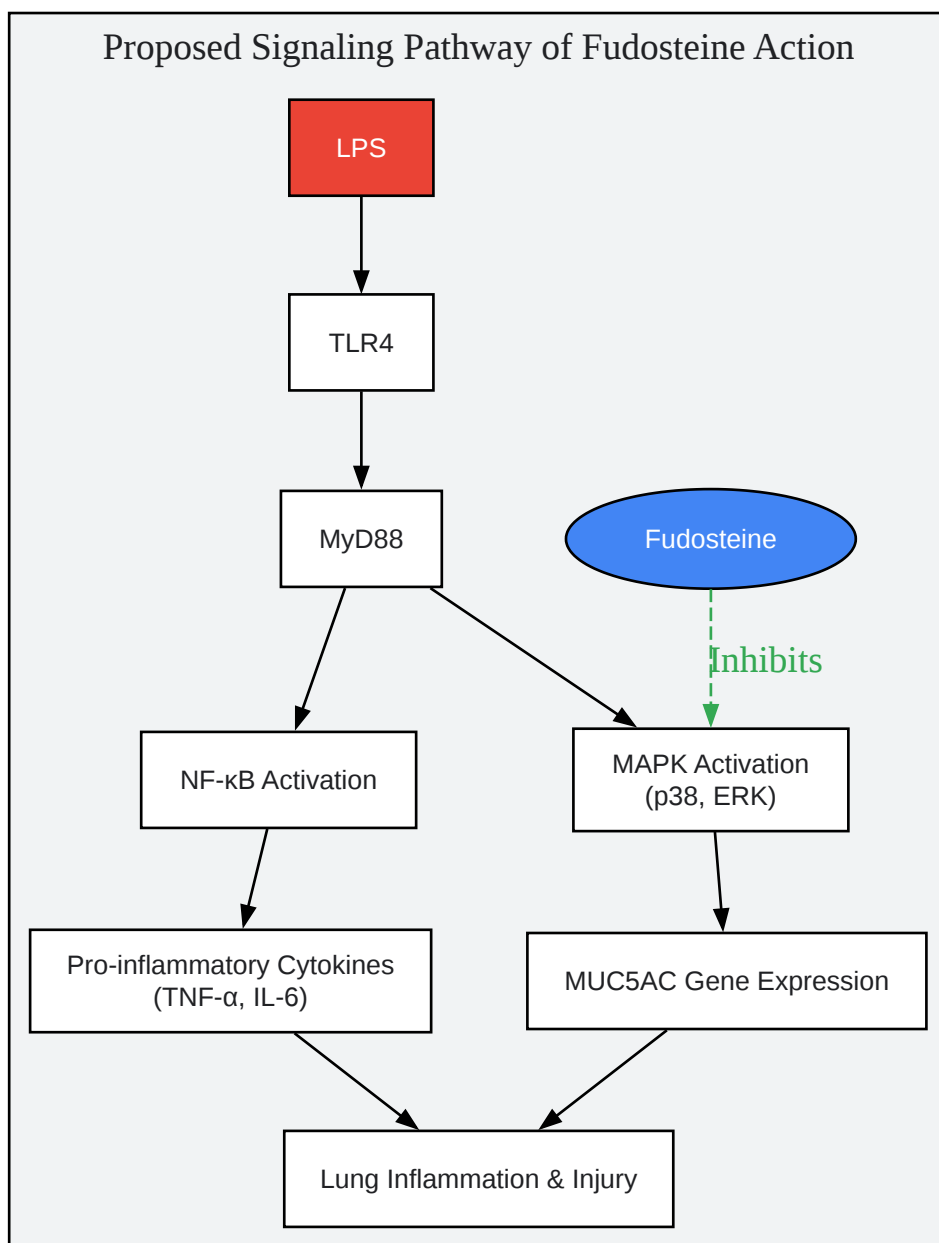 Proposed Signaling Pathway of Fudosteine Action
LPS
TLR4
MyD88
Fudosteine
Inhibits
NF-κB Activation
MAPK Activation
(p38, ERK)
Pro-inflammatory Cytokines
(TNF-α, IL-6)
MUC5AC Gene Expression
Lung Inflammation & Injury